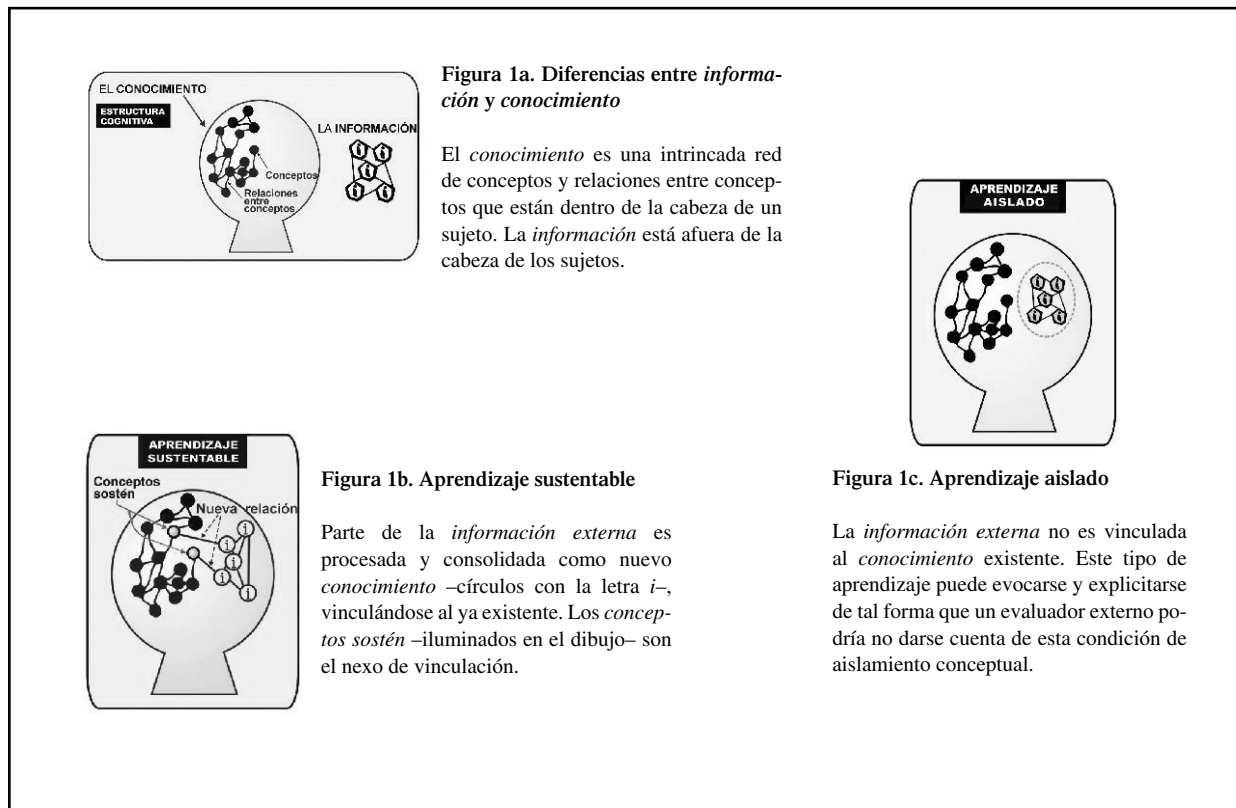 EL CONOCIMIENTO
ESTRUCTURA
COGNITIVA
LA INFORMACIÓN
i
i
i
i
i
Conceptos
Relaciones
entre
conceptos
Figura 1a. Diferencias entre informa-
ción y conocimiento
El conocimiento es una intrincada red
de conceptos y relaciones entre concep-
tos que están dentro de la cabeza de un
sujeto. La información está afuera de la
cabeza de los sujetos.
APRENDIZAJE
SUSTENTABLE
Conceptos
sostén
Nueva relación
i
i
i
i
i
Figura 1b. Aprendizaje sustentable
Parte de la información externa es
procesada y consolidada como nuevo
conocimiento –círculos con la letra i–,
vinculándose al ya existente. Los concep-
tos sostén –iluminados en el dibujo– son
el nexo de vinculación.
APRENDIZAJE
AISLADO
i
i
i
i
i
Figura 1c. Aprendizaje aislado
La información externa no es vinculada
al conocimiento existente. Este tipo de
aprendizaje puede evocarse y explicitarse
de tal forma que un evaluador externo po-
dría no darse cuenta de esta condición de
aislamiento conceptual.